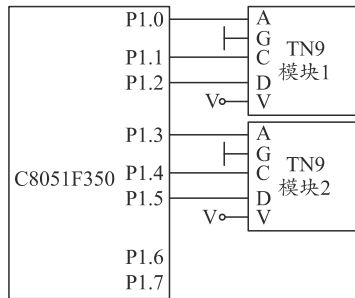 P1.0
P1.1
P1.2
P1.3
P1.4
P1.5
P1.6
P1.7
C8051F350
A
G
C
D
V
V
TN9
模块1
A
G
C
D
V
V
TN9
模块2